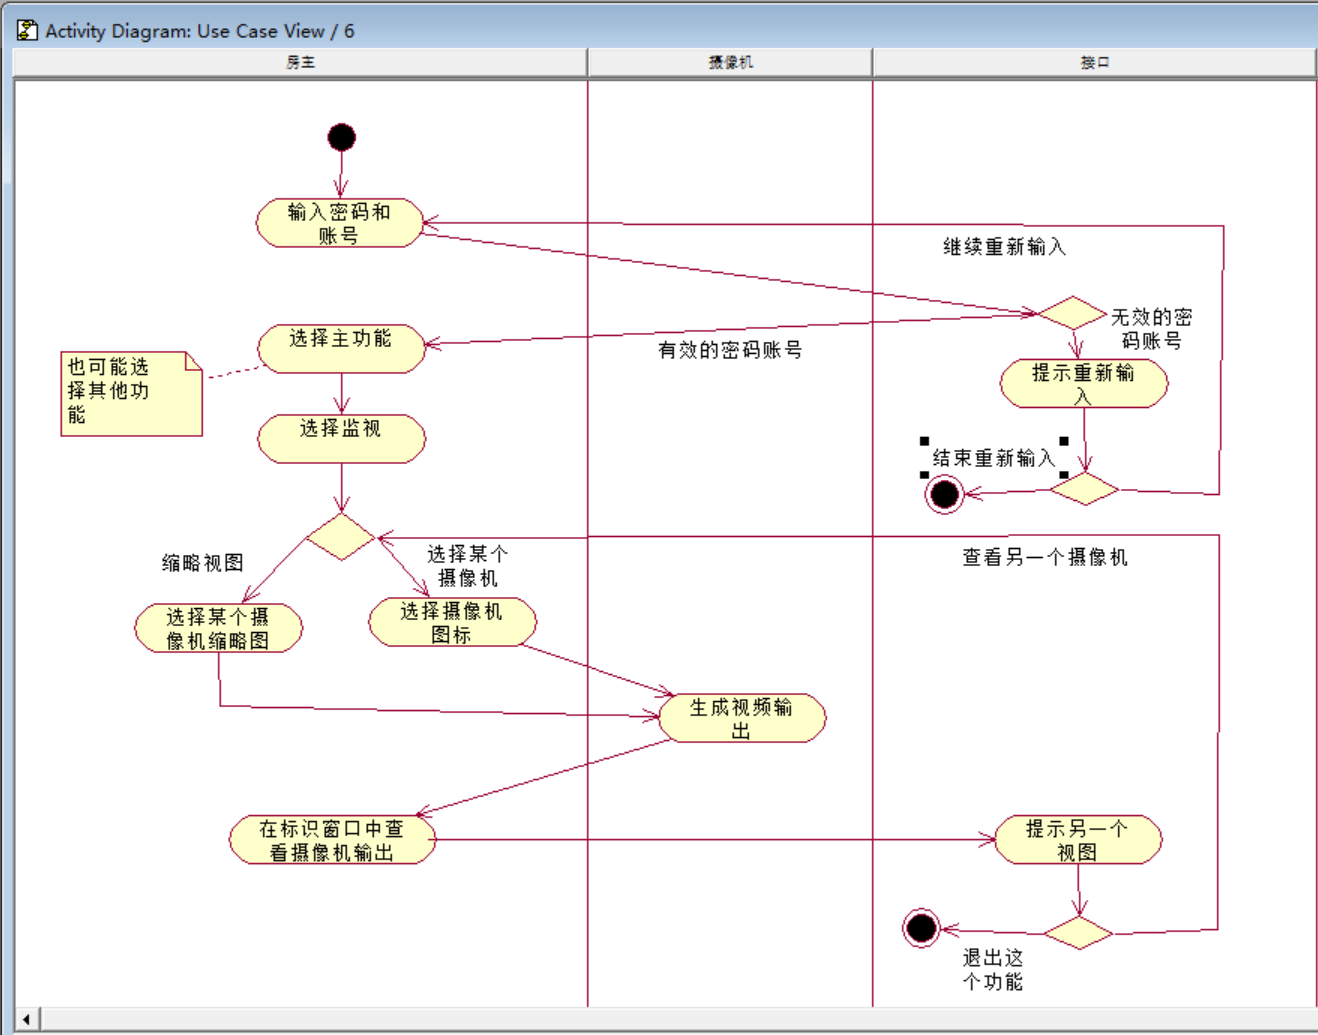 Activity Diagram: Use Case View / 6
房主
摄像机
接口
输入密码和
账号
继续重新输入
无效的密
码账号
选择主功能
有效的密码账号
也可能选
择其他功
能
提示重新输
入
选择监视
结束重新输入
缩略视图
选择某个
摄像机
查看另一个摄像机
选择某个摄
像机缩略图
选择摄像机
图标
生成视频输
出
在标识窗口中查
看摄像机输出
提示另一个
视图
退出这
个功能